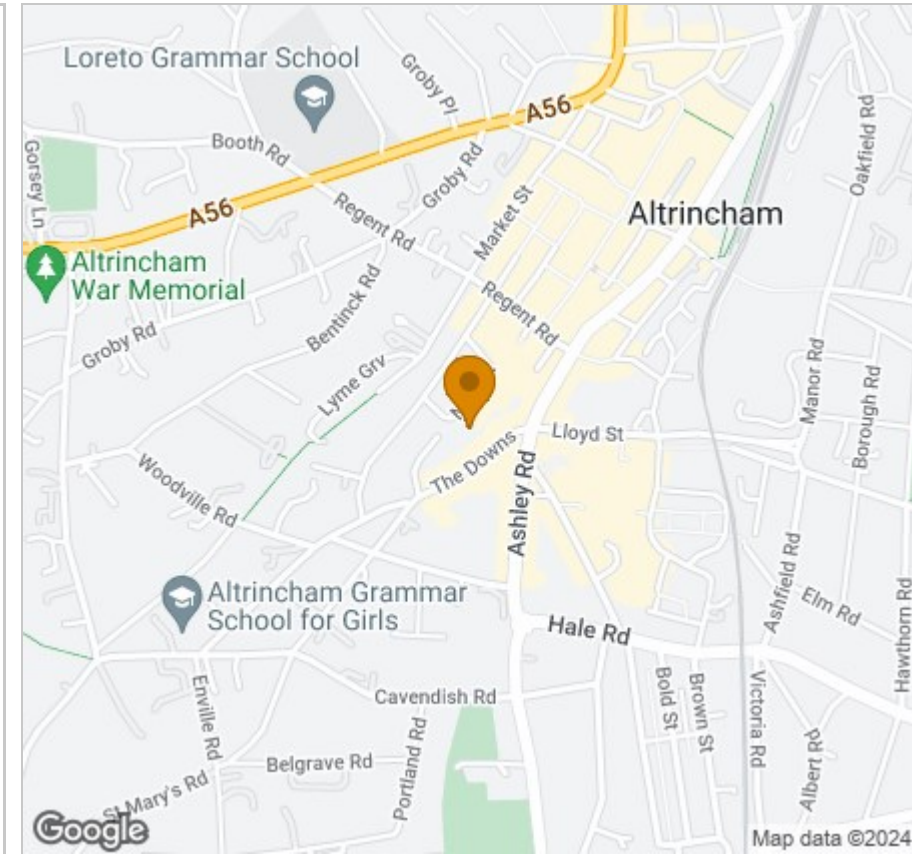 Loreto Grammar School
Groby Pl
A56
Oakfield Rd
Gorsey Ln
Booth Rd
Groby Rd
A56
Market St
Altrincham
Regent Rd
Altrincham
War Memorial
Bentinck Rd
Regent Rd
Groby Rd
Lyme Grv
Manor Rd
Borough Rd
Lloyd St
The Downs
Woodville Rd
Ashley Rd
Ashfield Rd
Altrincham Grammar
School for Girls
Elm Rd
Hale Rd
Hawthorn Rd
Enville Rd
Cavendish Rd
Bold St
Brown St
Victoria Rd
Portland Rd
Belgrave Rd
Albert Rd
St Mary's Rd
Google
Map data ©2024